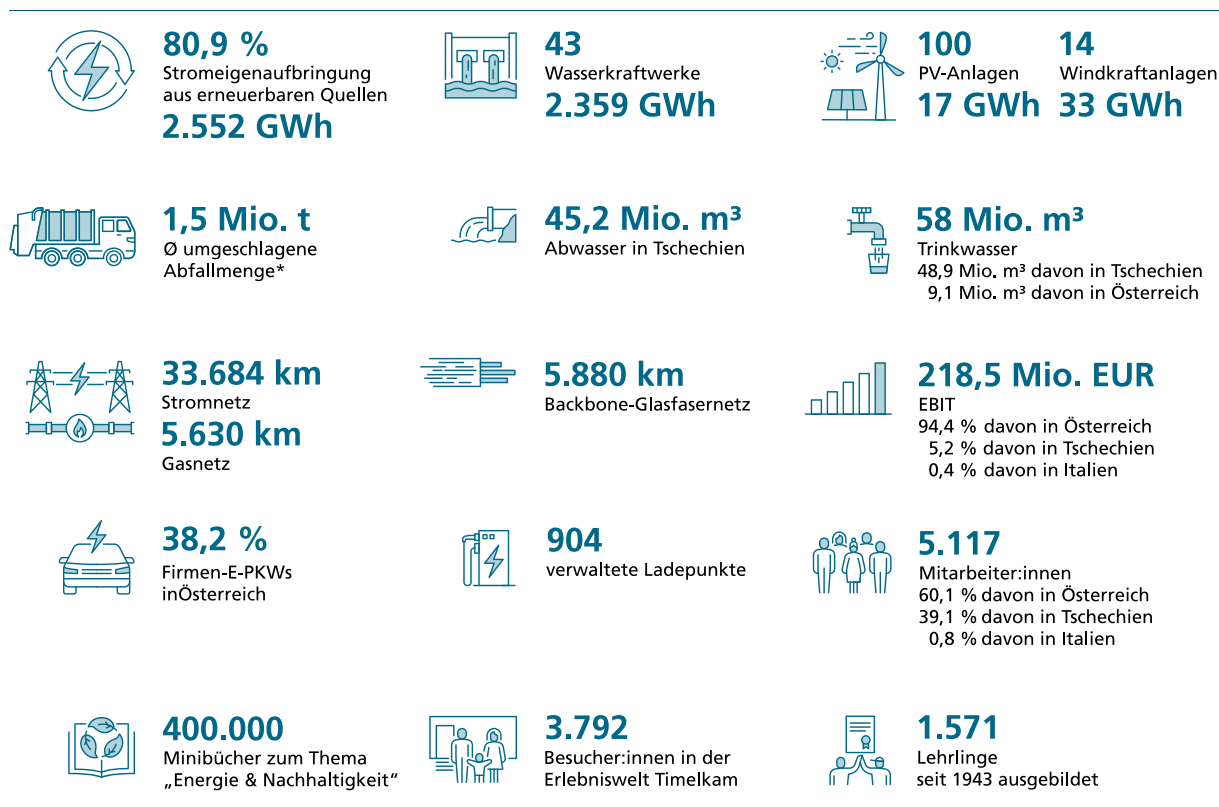 80,9 %
Stromeigenaufbringung
aus erneuerbaren Quellen
2.552 GWh
43
Wasserkraftwerke
2.359 GWh
100
PV-Anlagen
17 GWh
14
Windkraftanlagen
33 GWh
1,5 Mio. t
Ø umgeschlagene
Abfallmenge*
45,2 Mio. m³
Abwasser in Tschechien
58 Mio. m³
Trinkwasser
48,9 Mio. m³ davon in Tschechien
9,1 Mio. m³ davon in Österreich
33.684 km
Stromnetz
5.630 km
Gasnetz
5.880 km
Backbone-Glasfasernetz
218,5 Mio. EUR
EBIT
94,4 % davon in Österreich
5,2 % davon in Tschechien
0,4 % davon in Italien
38,2 %
Firmen-E-PKWs
inÖsterreich
904
verwaltete Ladepunkte
5.117
Mitarbeiter:innen
60,1 % davon in Österreich
39,1 % davon in Tschechien
0,8 % davon in Italien
400.000
Minibücher zum Thema
„Energie & Nachhaltigkeit“
3.792
Besucher:innen in der
Erlebniswelt Timelkam
1.571
Lehrlinge
seit 1943 ausgebildet